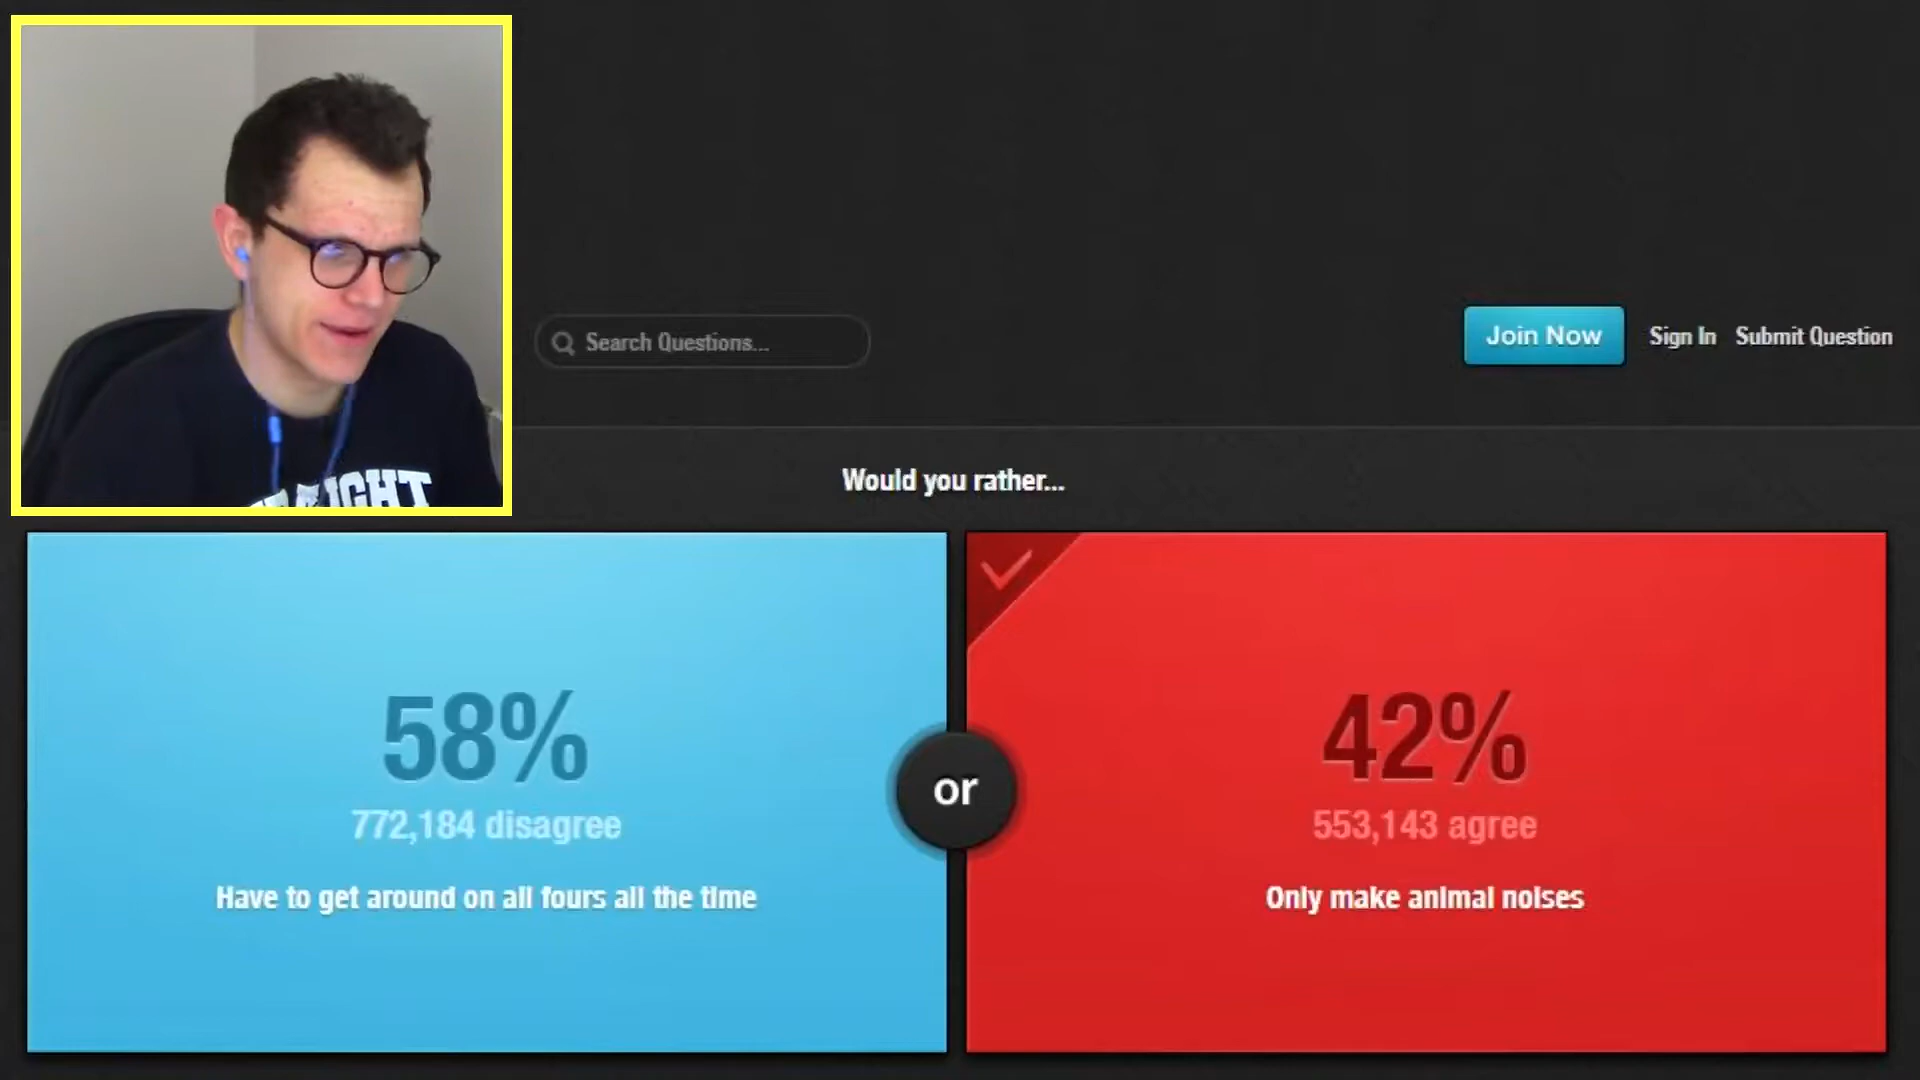 Search Questions...
Join Now
Sign In
Submit Question
Would you rather...
58%
772,184 disagree
Have to get around on all fours all the time
or
42%
553,143 agree
Only make animal noises